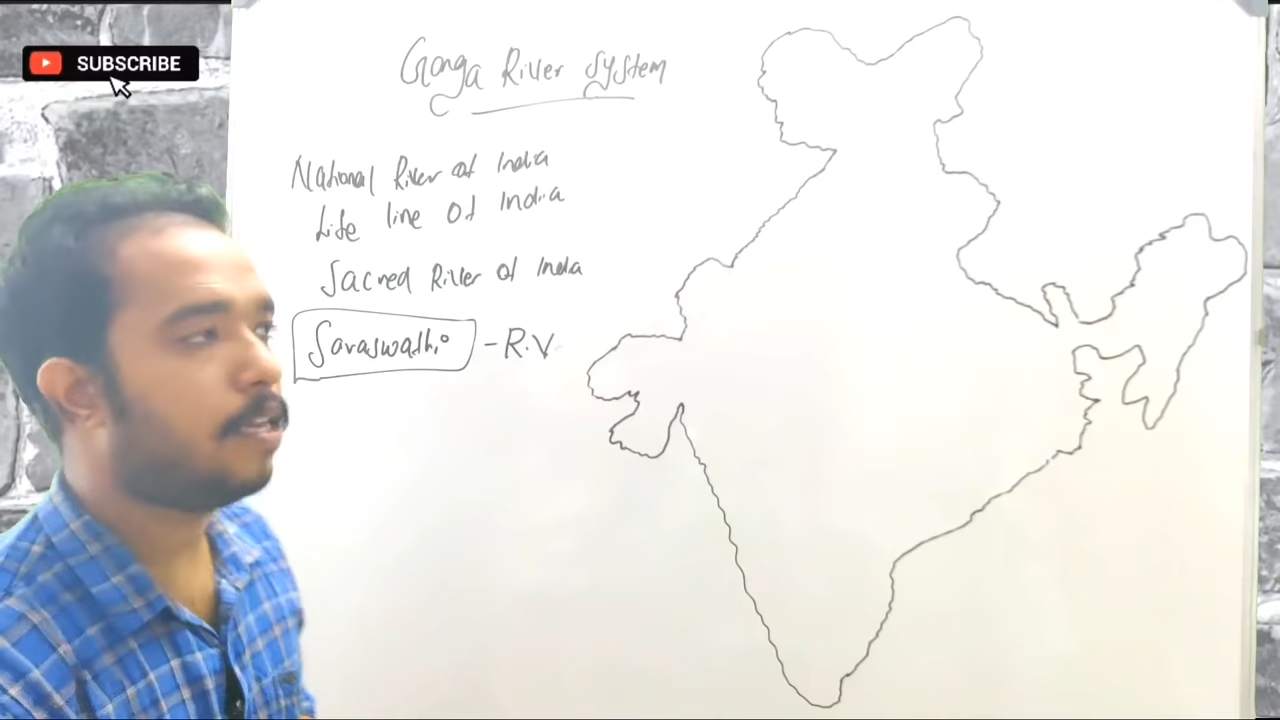 SUBSCRIBE
Ganga River System
National River of India
Life line of India
Sacred River of India
Saraswathi - R.V